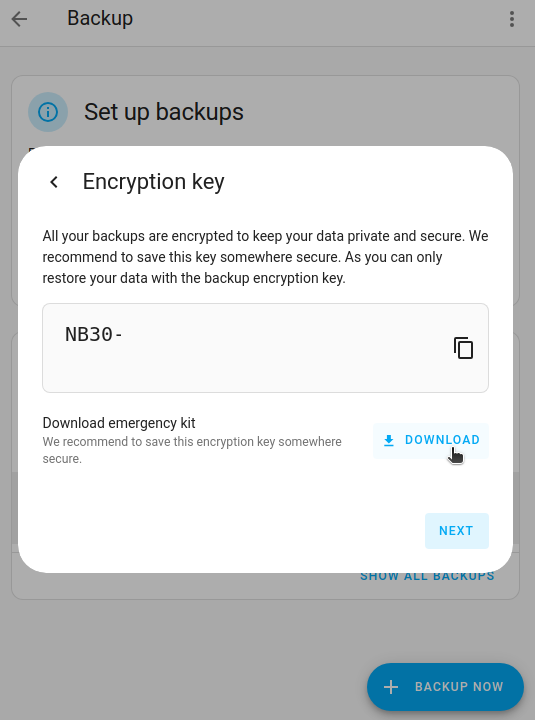 Backup
Set up backups
Encryption key
All your backups are encrypted to keep your data private and secure. We
recommend to save this key somewhere secure. As you can only
restore your data with the backup encryption key.
NB30-
Download emergency kit
We recommend to save this encryption key somewhere
secure.
DOWNLOAD
NEXT
SHOW ALL BACKUPS
BACKUP NOW